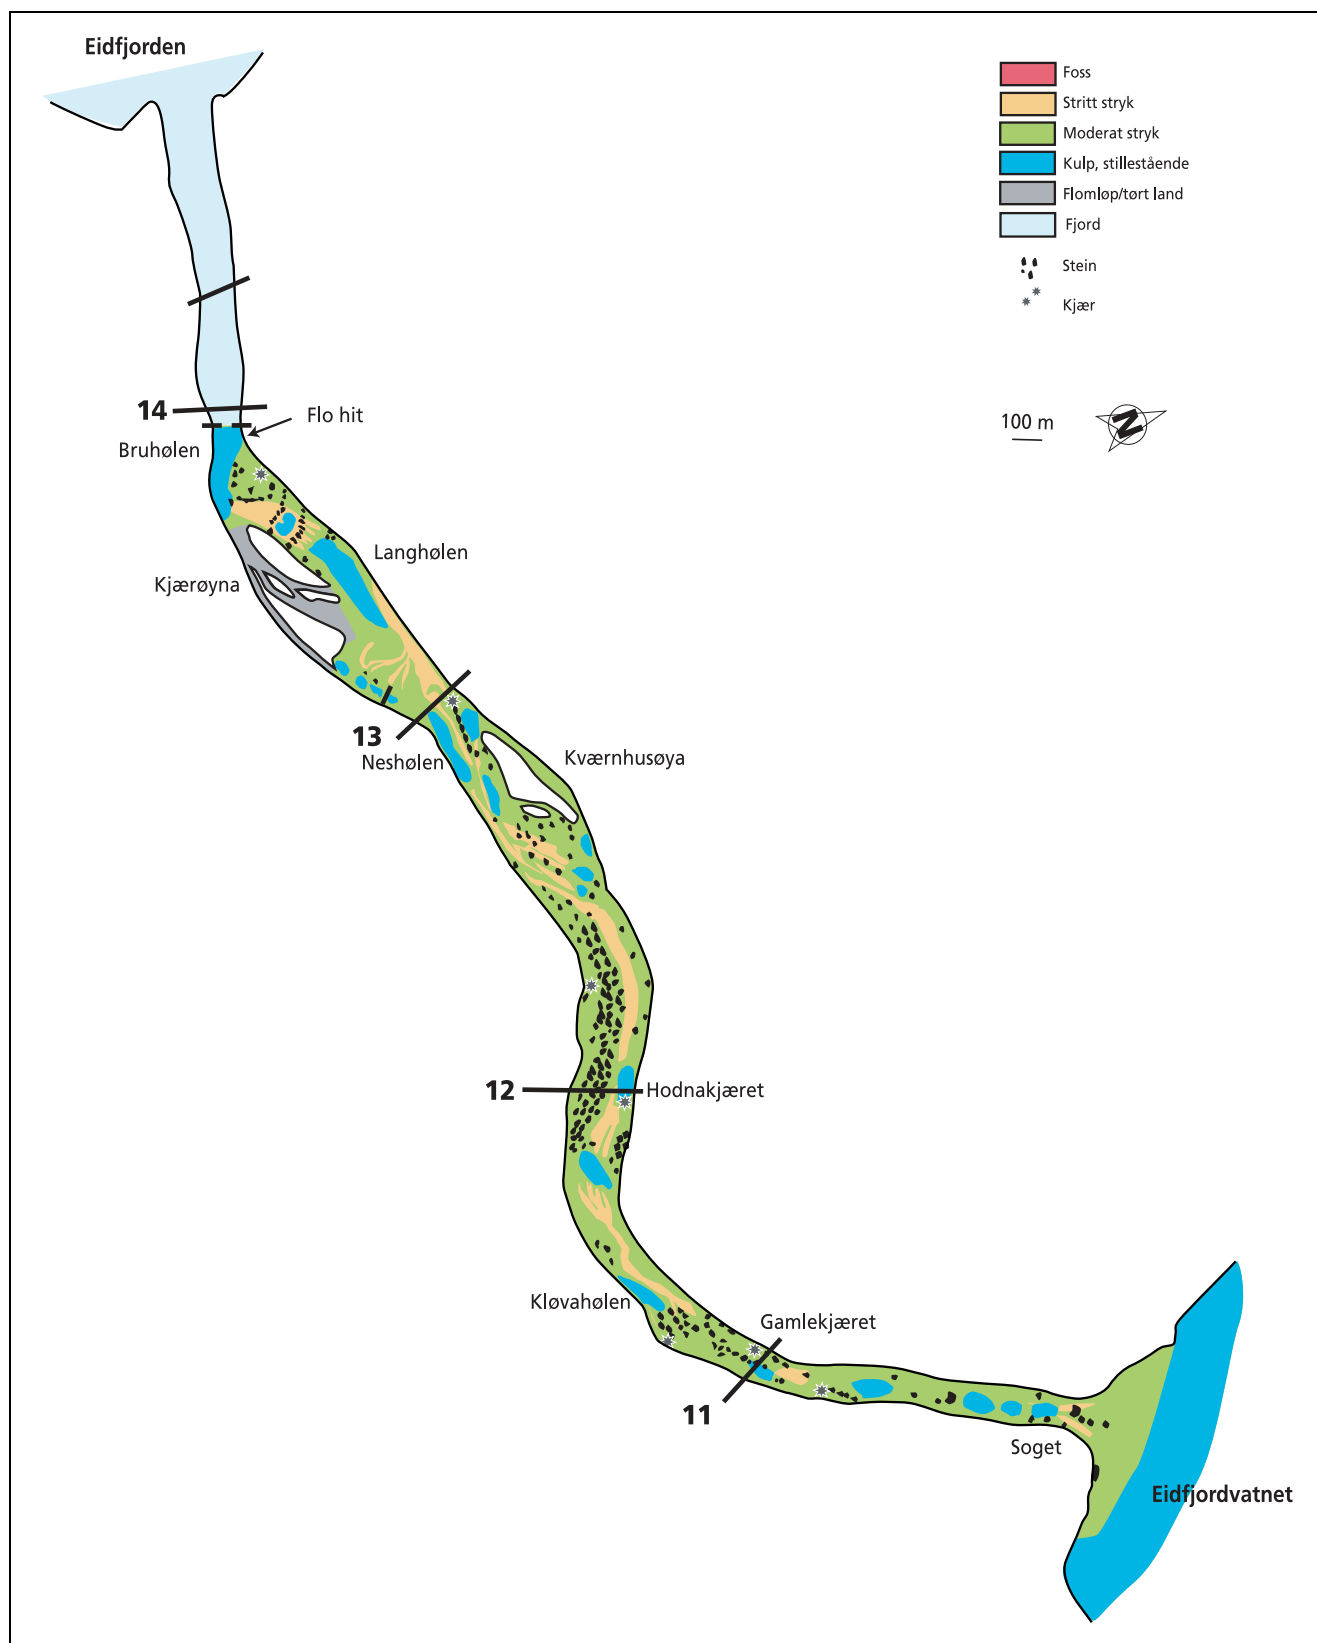 Eidfjorden
Foss
Stritt stryk
Moderat stryk
Kulp, stillestående
Flomløp/tørt land
Fjord
Stein
Kjær
14
Flo hit
100 m
N
Bruhølen
Langhølen
Kjærøyna
13
Neshølen
Kværnhusøya
12
Hodnakjæret
Kløvahølen
Gamlekjæret
11
Soget
Eidfjordvatnet